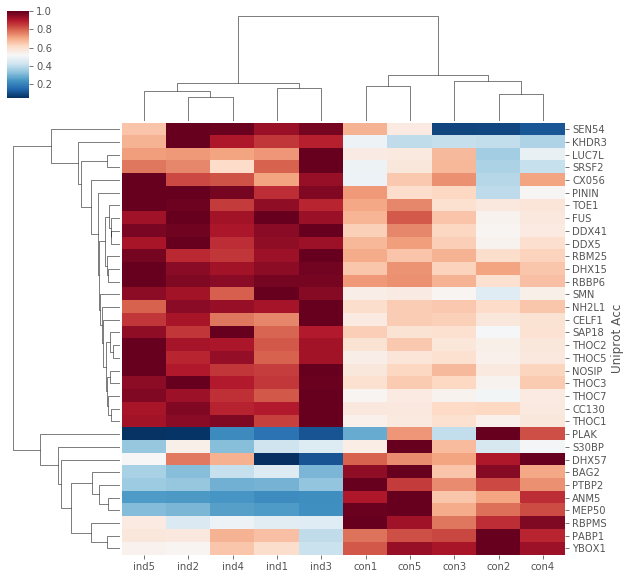 1.0
0.8
0.6
0.4
0.2
SEN54
KHDR3
LUC7L
SRSF2
CX056
PININ
TOE1
FUS
DDX41
DDX5
RBM25
DHX15
RBBP6
SMN
NH2L1
CELF1
SAP18
THOC2
THOC5
NOSIP
THOC3
THOC7
CC130
THOC1
PLAK
S30BP
DHX57
BAG2
PTBP2
ANM5
MEP50
RBPMS
PABP1
YBOX1
Uniprot Acc
ind5 ind2 ind4 ind1 ind3 con1 con5 con3 con2 con4